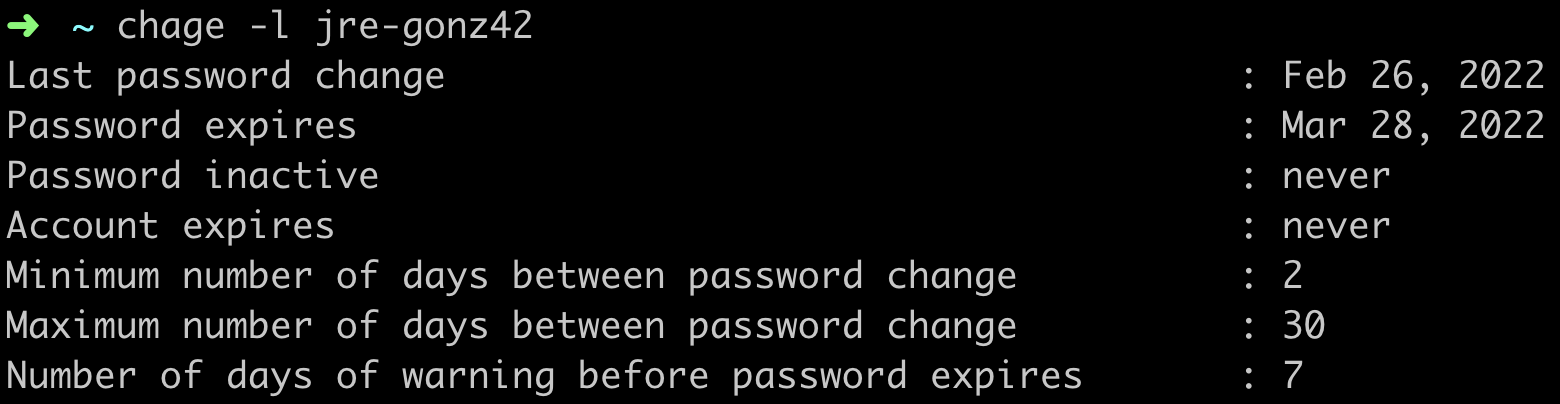 ➜  ~ chage -l jre-gonz42
Last password change : Feb 26, 2022
Password expires : Mar 28, 2022
Password inactive : never
Account expires : never
Minimum number of days between password change : 2
Maximum number of days between password change : 30
Number of days of warning before password expires : 7